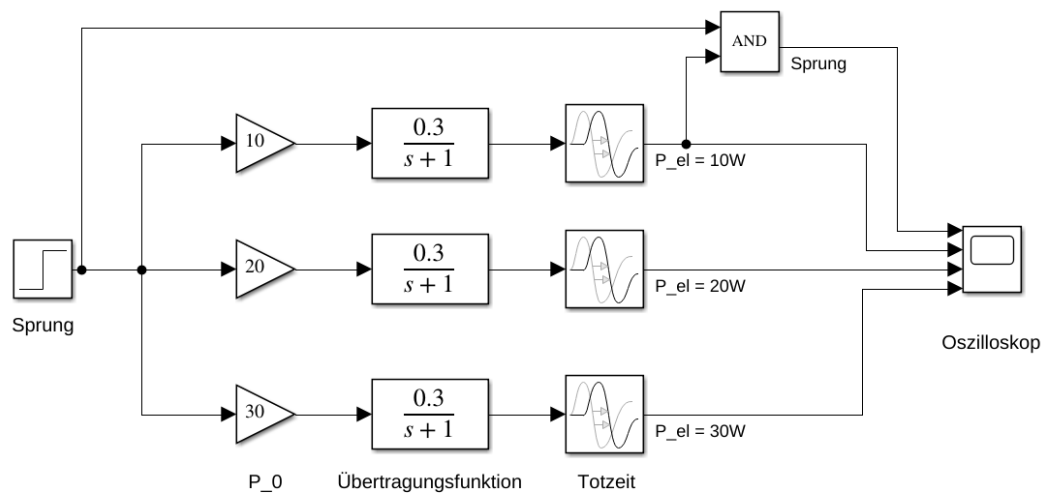 AND
Sprung
10
0.3
s + 1
P_el = 10W
20
0.3
s + 1
P_el = 20W
Sprung
Oszilloskop
30
0.3
s + 1
P_el = 30W
P_0
Übertragungsfunktion
Totzeit